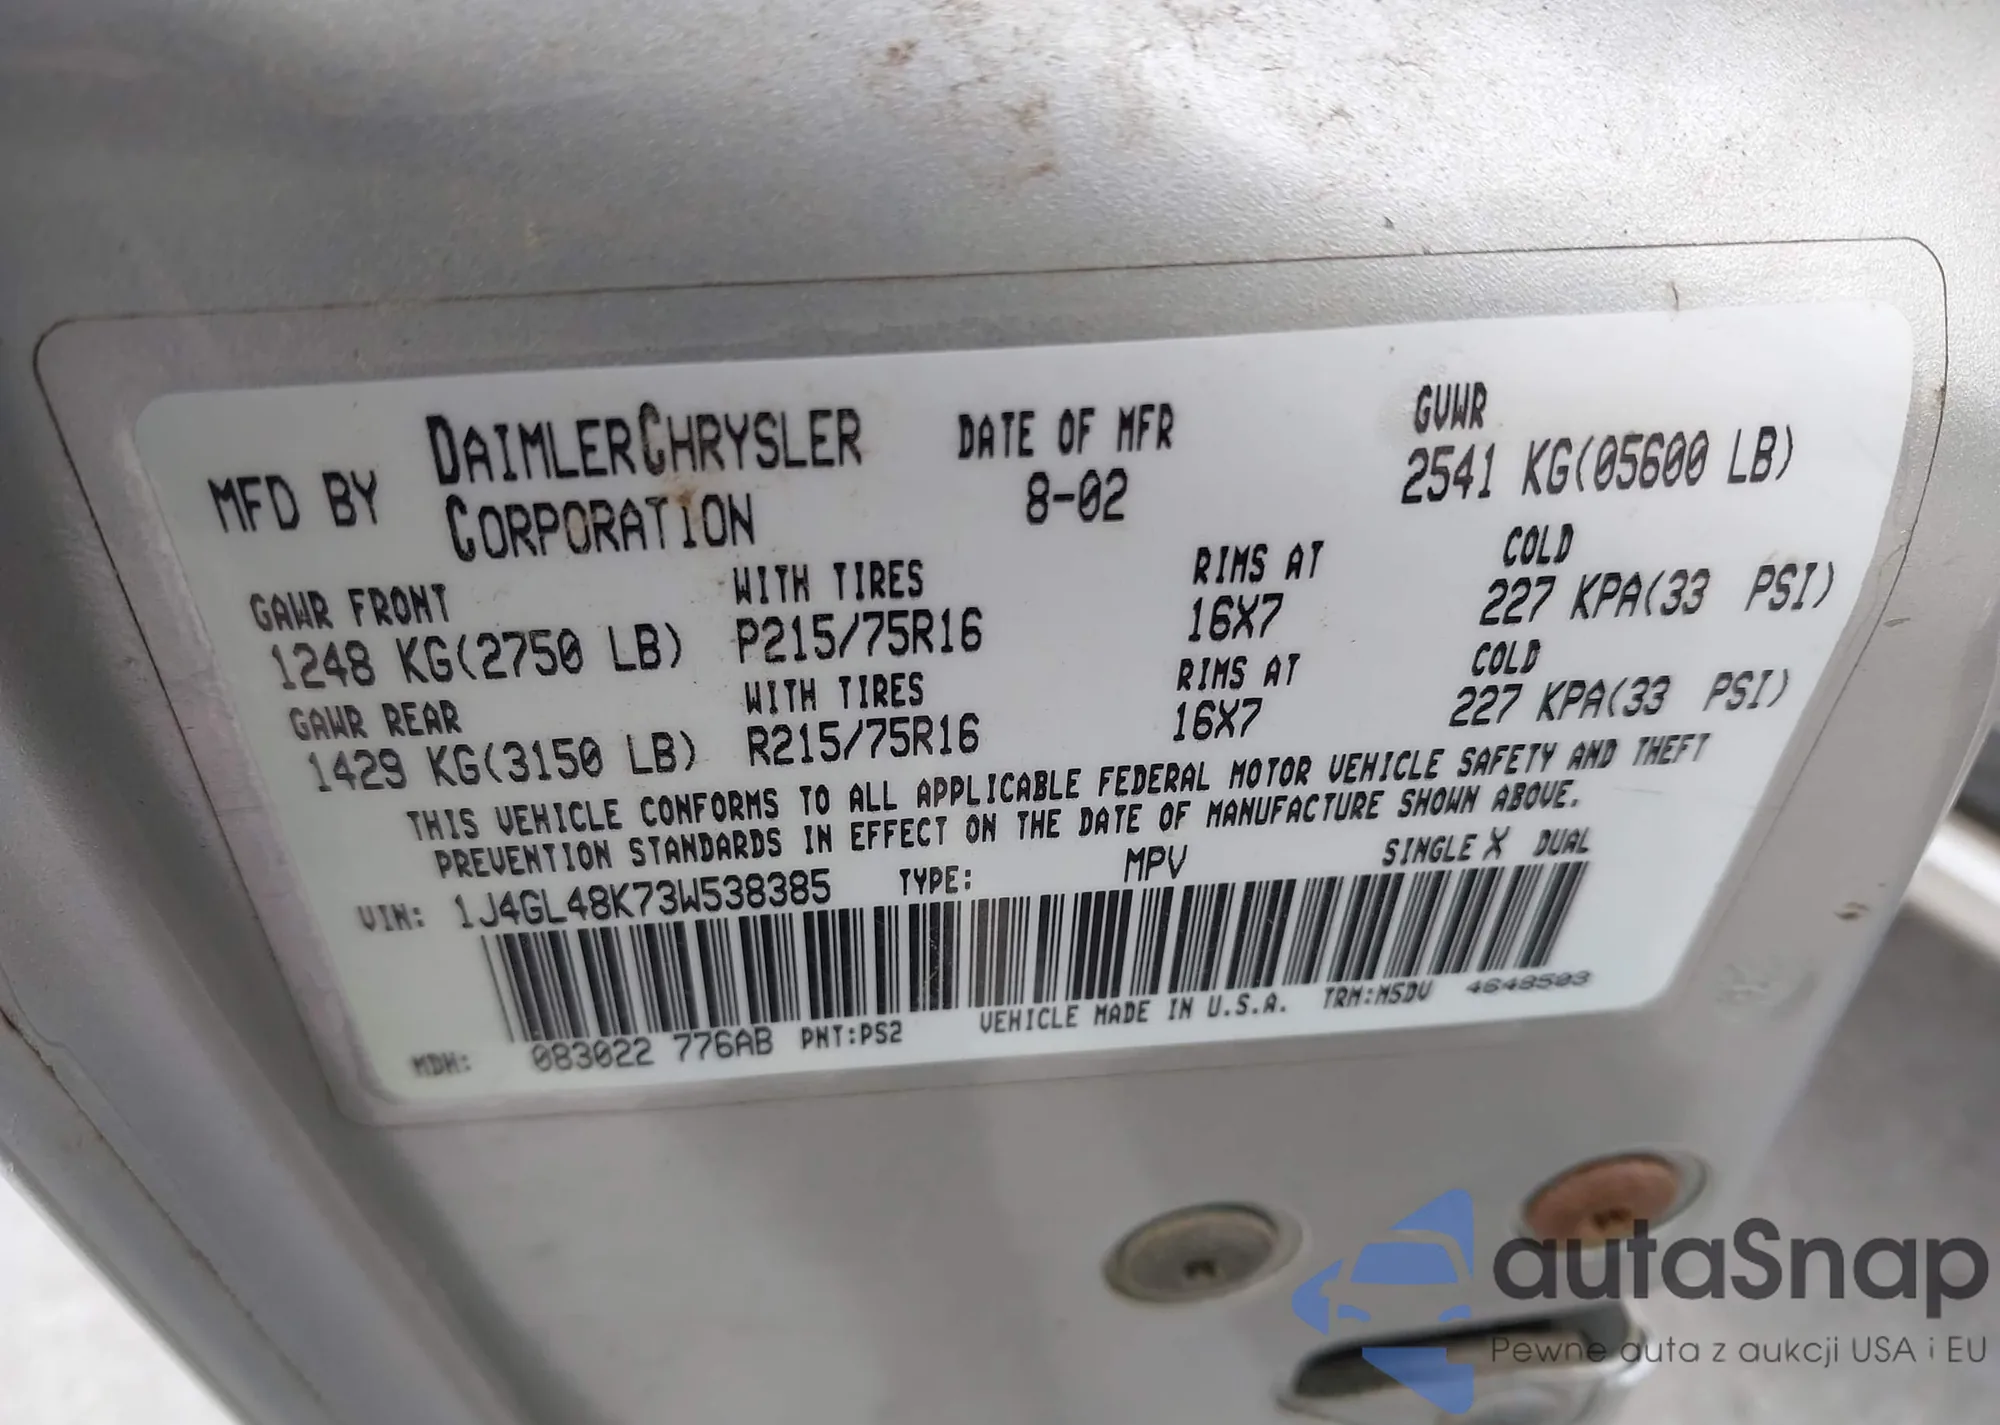 MFD BY DAIMLERCHRYSLER CORPORATION DATE OF MFR 8-02 GVWR 2541 KG(05600 LB)
GAWR FRONT WITH TIRES RIMS AT COLD
1248 KG(2750 LB) P215/75R16 16X7 227 KPA(33 PSI)
GAWR REAR WITH TIRES RIMS AT COLD
1429 KG(3150 LB) R215/75R16 16X7 227 KPA(33 PSI)
THIS VEHICLE CONFORMS TO ALL APPLICABLE FEDERAL MOTOR VEHICLE SAFETY AND THEFT
PREVENTION STANDARDS IN EFFECT ON THE DATE OF MANUFACTURE SHOWN ABOVE.
VIN: 1J4GL48K73W538385 TYPE: MPV SINGLE X DUAL
MDH: 083022 776AB PNT:PS2 VEHICLE MADE IN U.S.A. TRM:M5DV 4648503
autaSnap
Pewne auta z aukcji USA i EU